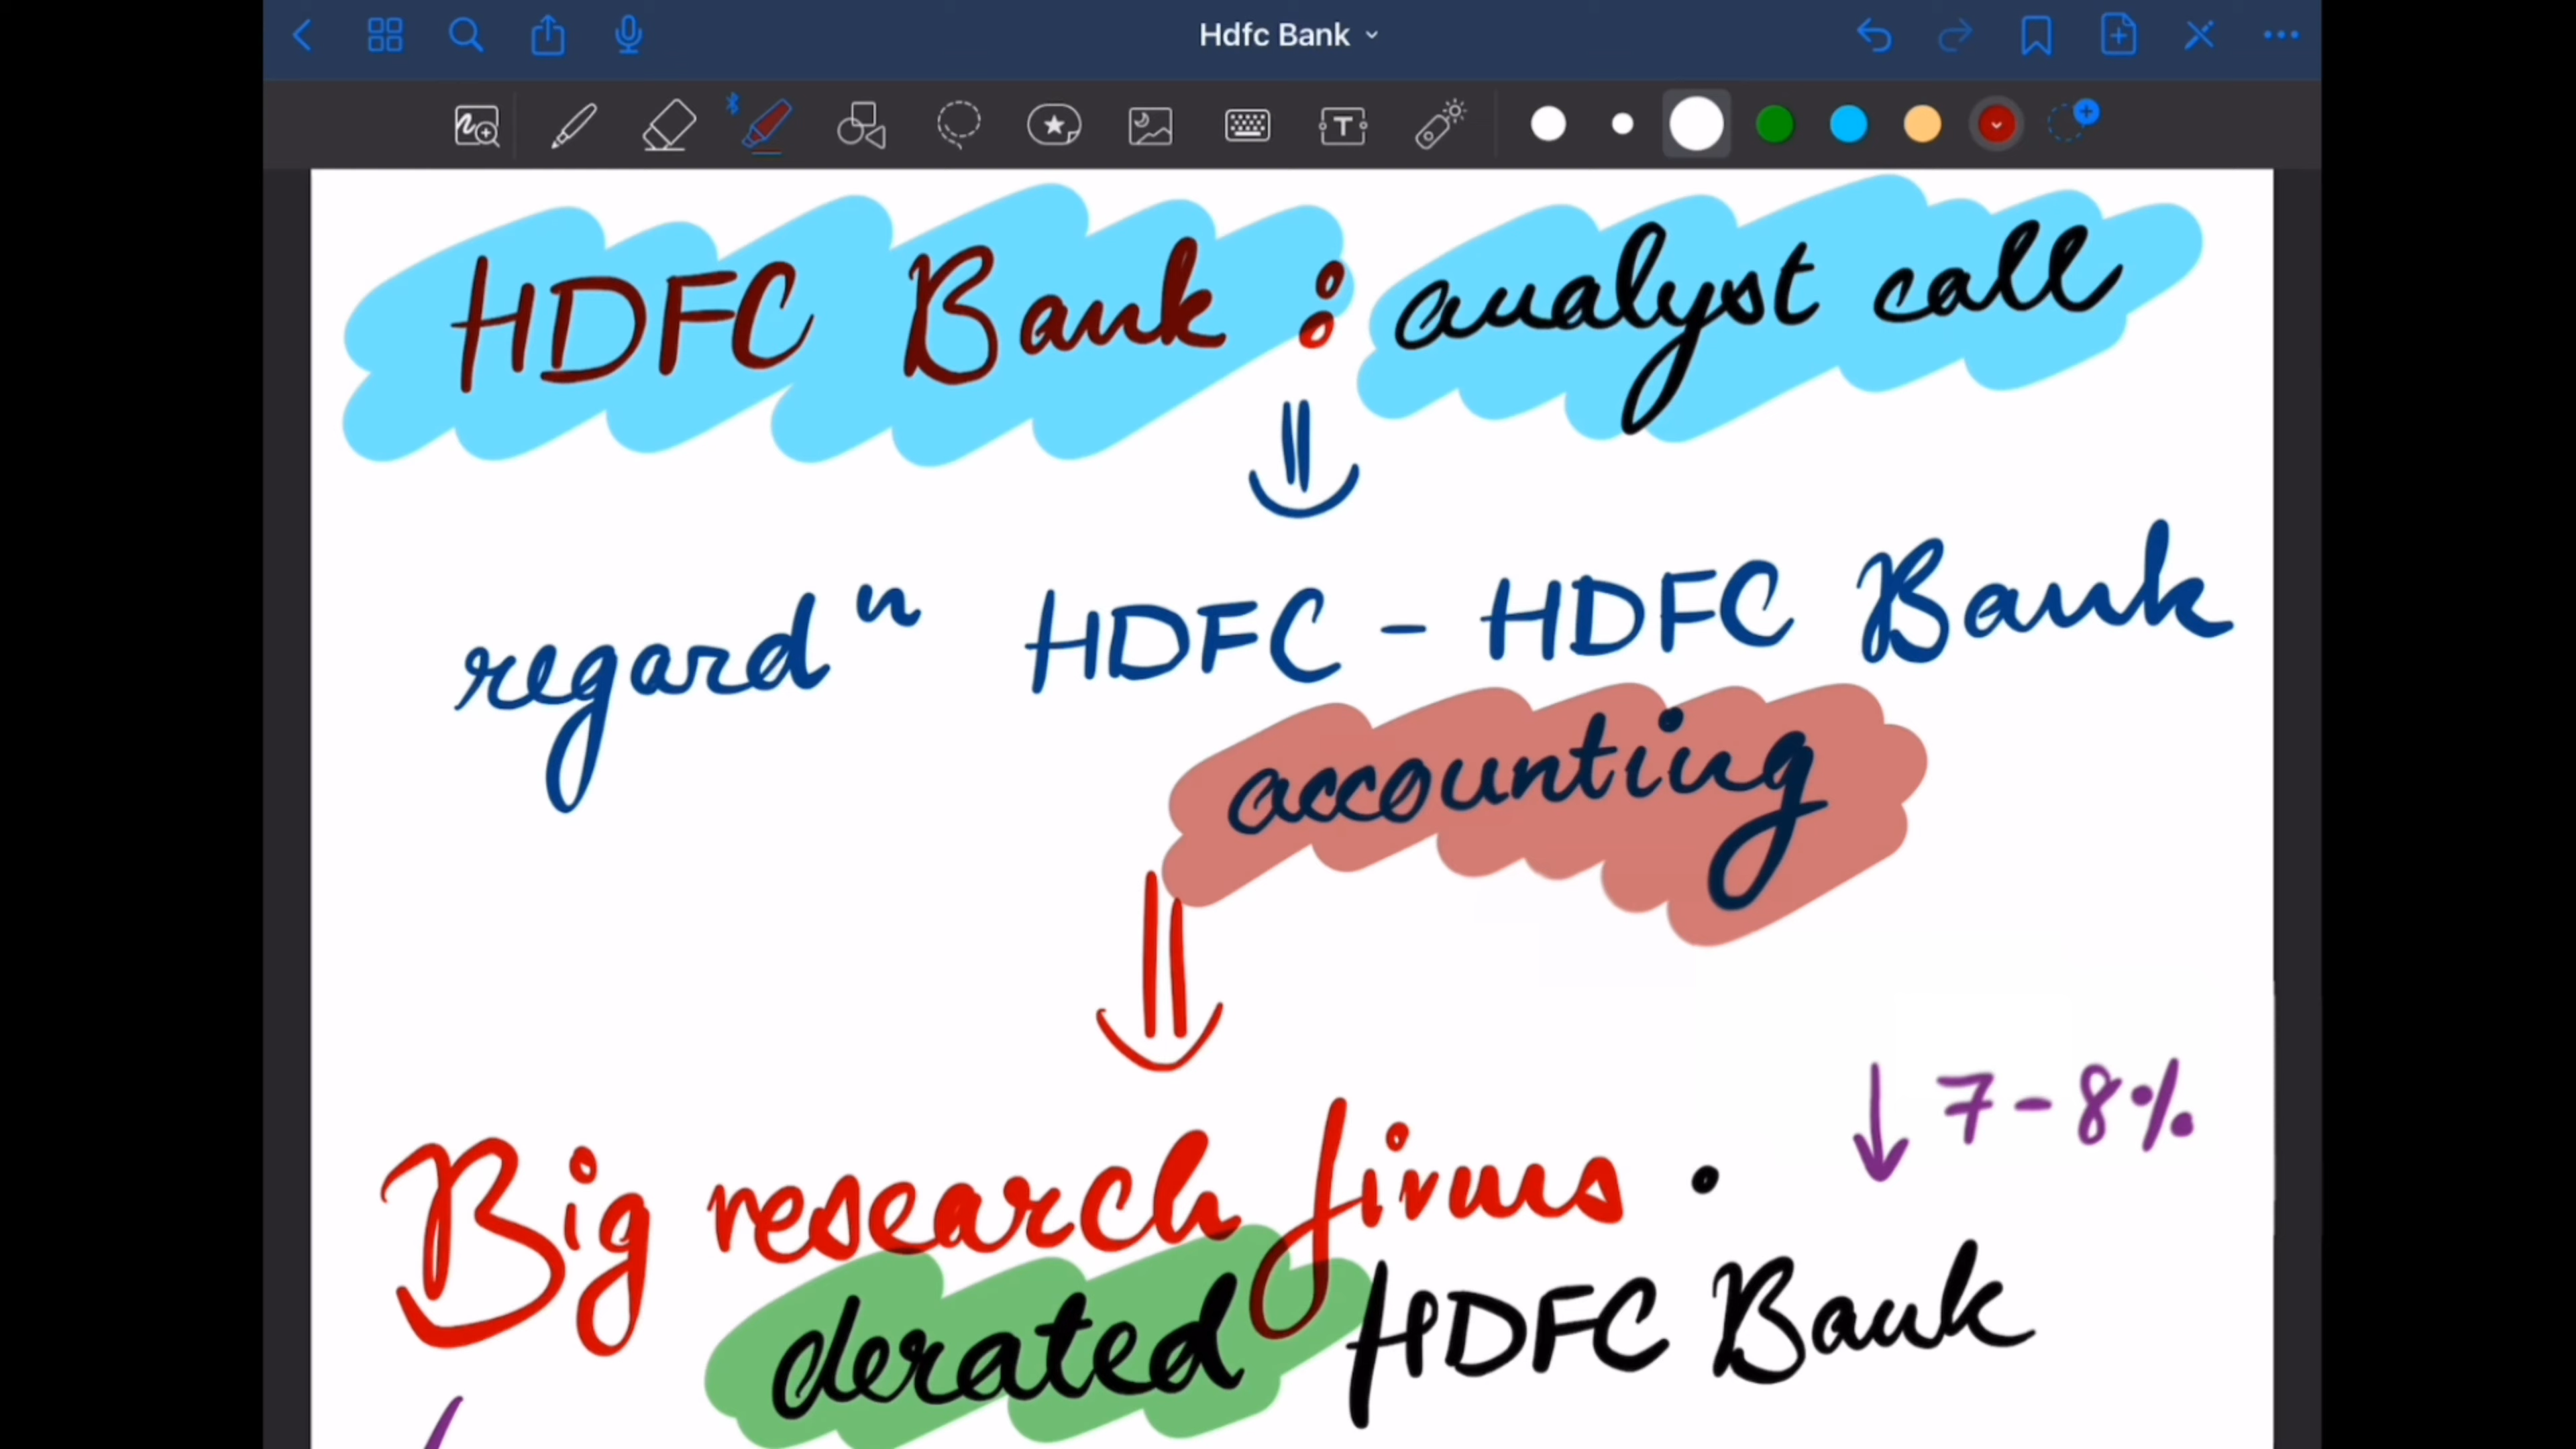 Hdfc Bank
HDFC Bank : analyst call
regardⁿ HDFC - HDFC Bank
accounting
↓ 7-8%
Big research firms .
derated HDFC Bank